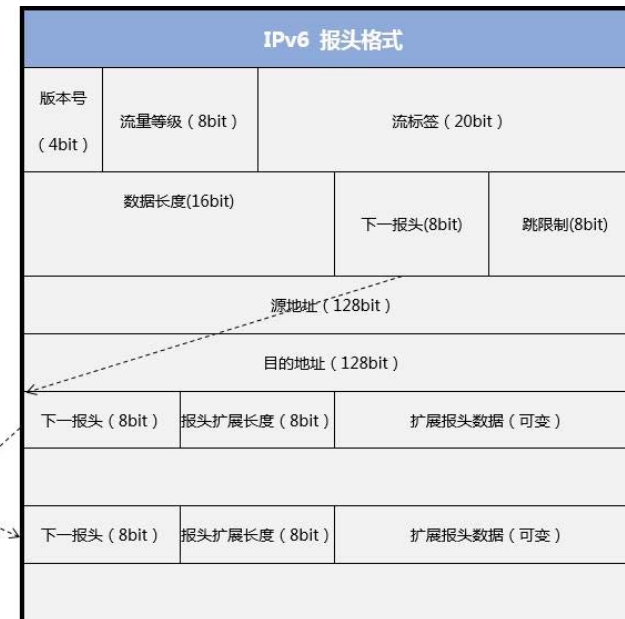 IPv6 报头格式
版本号
（4bit）
流量等级（8bit）
流标签（20bit）
数据长度(16bit)
下一报头(8bit)
跳限制(8bit)
源地址（128bit）
目的地址（128bit）
下一报头（8bit）
报头扩展长度（8bit）
扩展报头数据（可变）
下一报头（8bit）
报头扩展长度（8bit）
扩展报头数据（可变）